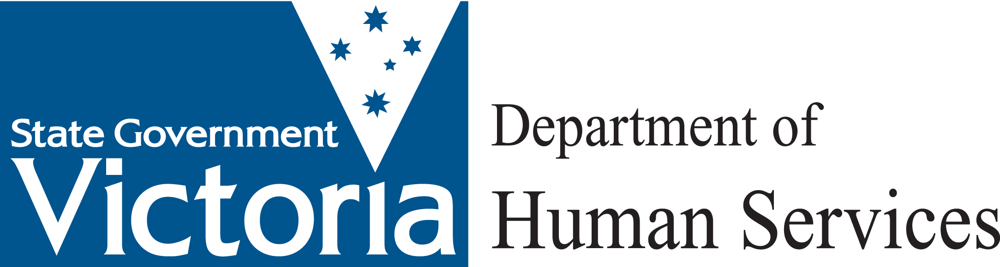 State Government
Victoria
Department of
Human Services